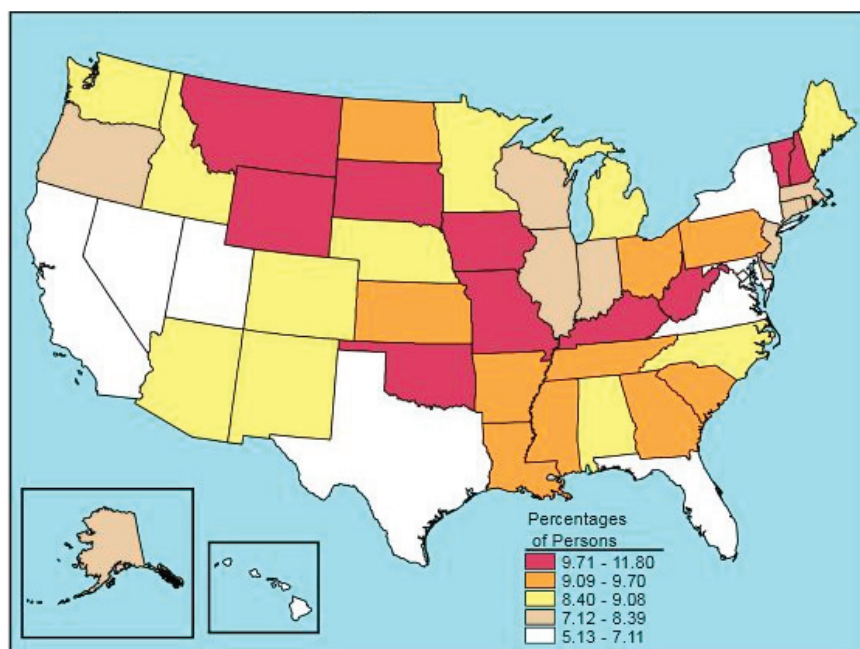 Percentages
of Persons
9.71 - 11.80
9.09 - 9.70
8.40 - 9.08
7.12 - 8.39
5.13 - 7.11